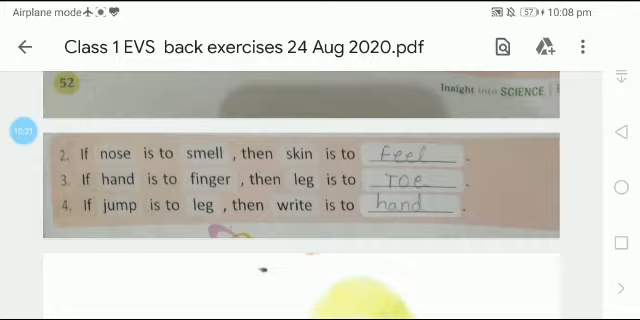 Airplane mode 57 10:08 pm
Class 1 EVS back exercises 24 Aug 2020.pdf
52
Insight into SCIENCE
10:21
2. If nose is to smell , then skin is to Feel .
3. If hand is to finger , then leg is to Toe .
4. If jump is to leg , then write is to hand .